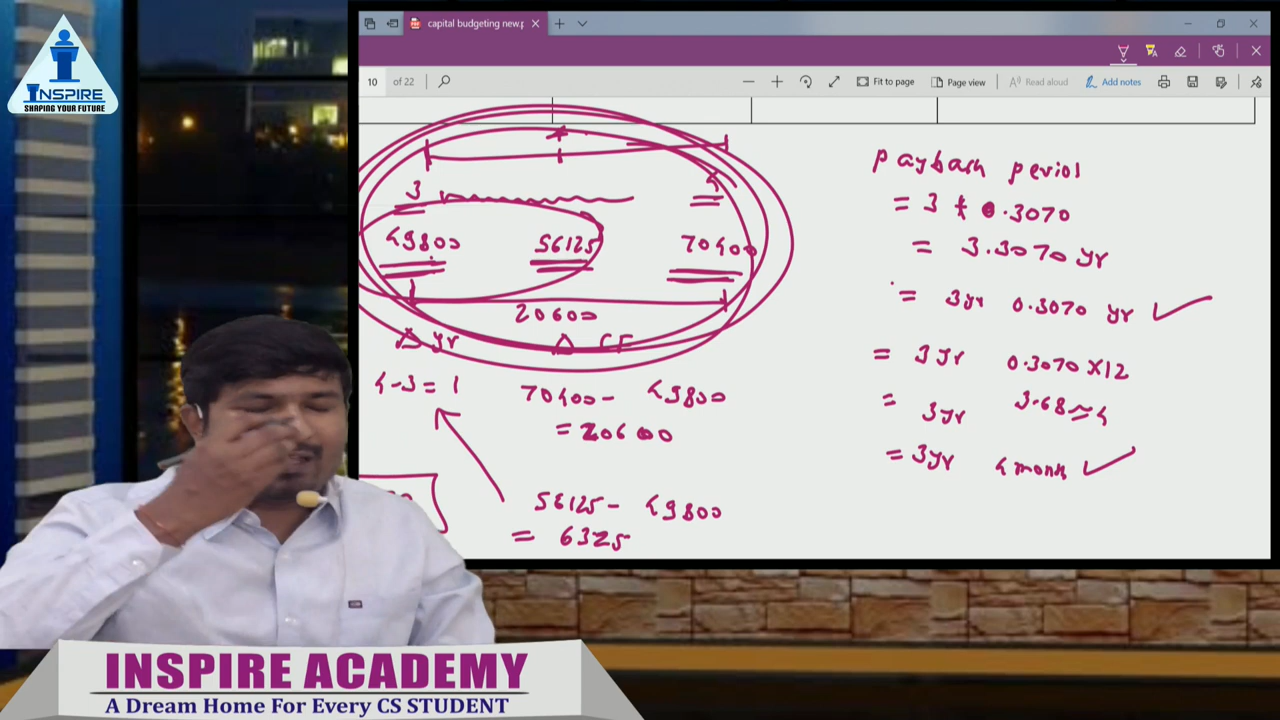 INSPIRE
SHAPING YOUR FUTURE
capital budgeting new.p
10 of 22
Fit to page
Page view
Read aloud
Add notes
3 4
49800 56125 70400
20600
Δ yr Δ CF
4-3 = 1
70400 - 49800
= 20600
56125 - 49800
= 6325
payback period
= 3 + 0.3070
= 3.3070 yr
= 3yr 0.3070 yr
= 3yr 0.3070 X12
= 3yr 3.68 ≈ 4
= 3yr 4 month
INSPIRE ACADEMY
A Dream Home For Every CS STUDENT